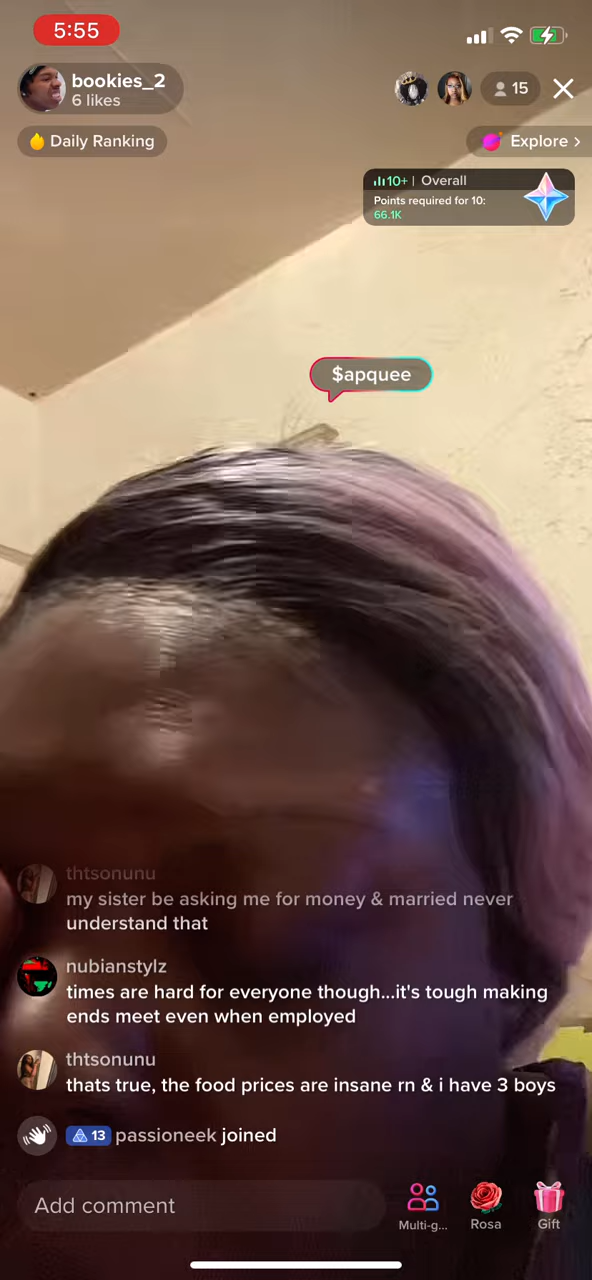 5:55
bookies_2
6 likes
15
Daily Ranking
Explore >
10+ | Overall
Points required for 10:
66.1K
$apquee
thtsonunu
my sister be asking me for money & married never
understand that
nubianstylz
times are hard for everyone though...it's tough making
ends meet even when employed
thtsonunu
thats true, the food prices are insane rn & i have 3 boys
13 passioneek joined
Add comment
Multi-g...
Rosa
Gift